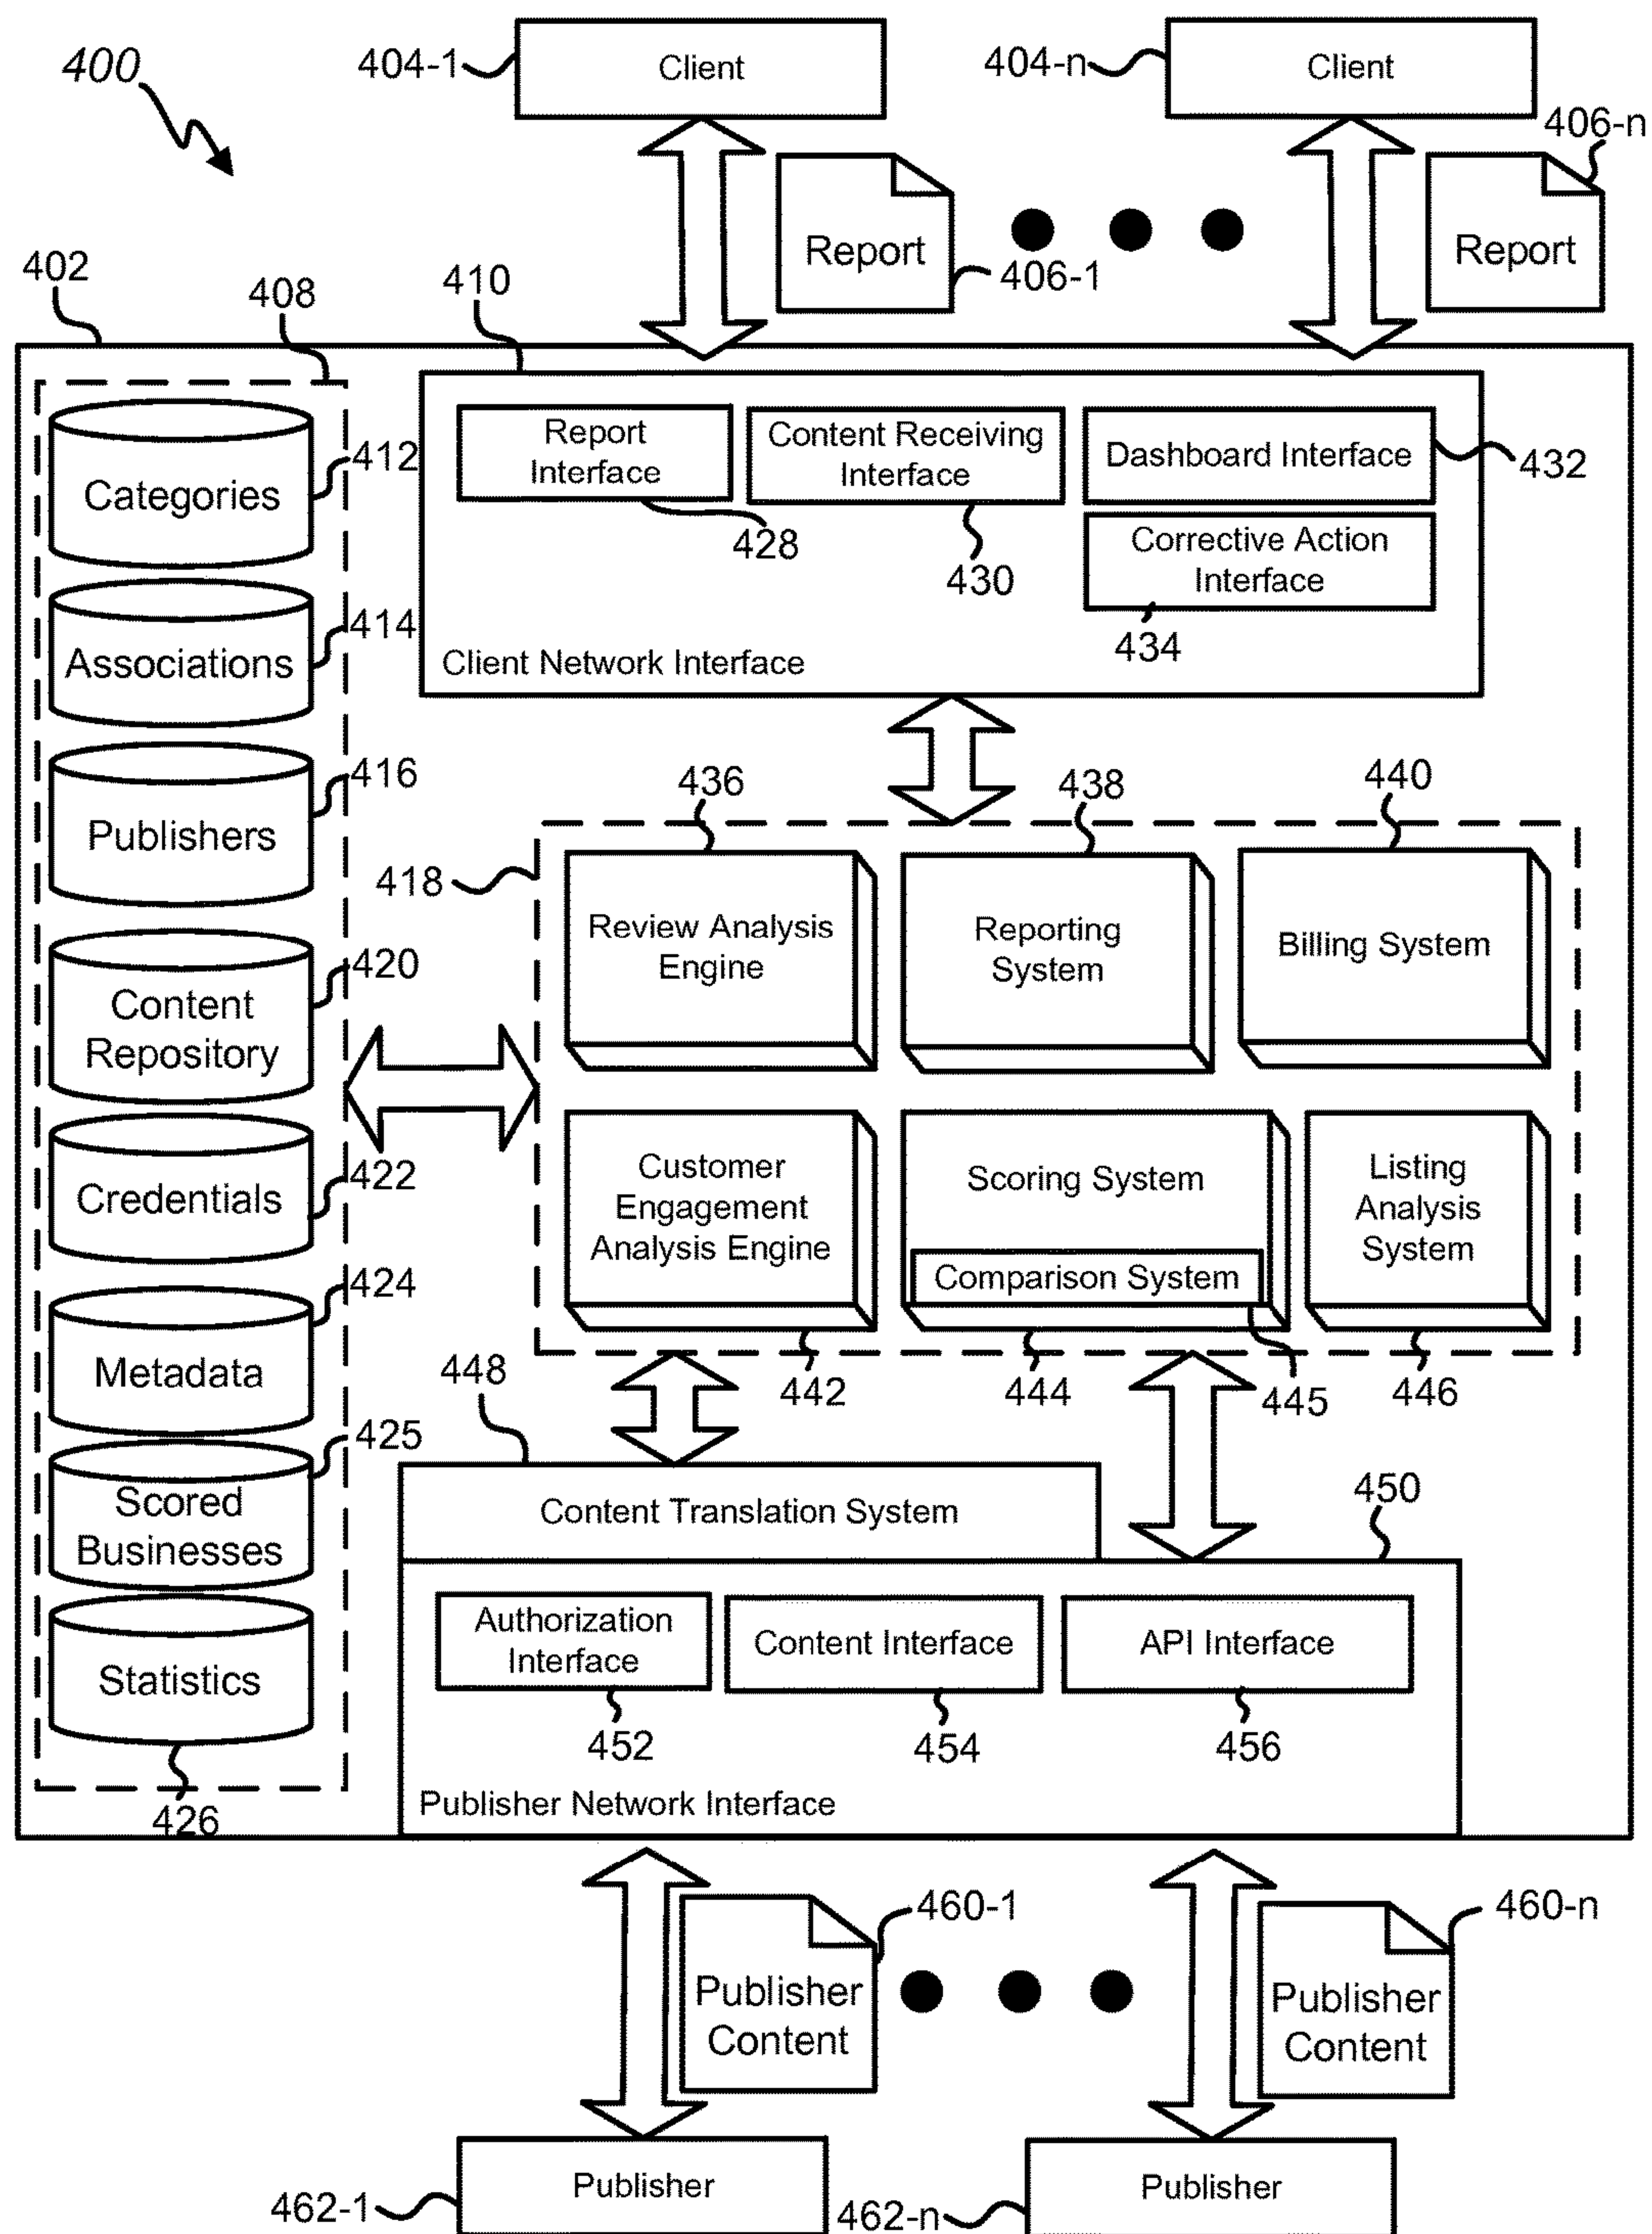 400
404-1
Client
404-n
Client
406-n
Report
406-1
Report
402
408
410
Categories
412
Associations
414
Publishers
416
Content
Repository
420
Credentials
422
Metadata
424
Scored
Businesses
425
Statistics
426
Report
Interface
428
Content Receiving
Interface
430
Dashboard Interface
432
Corrective Action
Interface
434
Client Network Interface
418
436
Review Analysis
Engine
438
Reporting
System
440
Billing System
Customer
Engagement
Analysis Engine
442
Scoring System
Comparison System
444
445
Listing
Analysis
System
446
448
Content Translation System
450
Authorization
Interface
452
Content Interface
454
API Interface
456
Publisher Network Interface
460-1
Publisher
Content
460-n
Publisher
Content
462-1
Publisher
462-n
Publisher